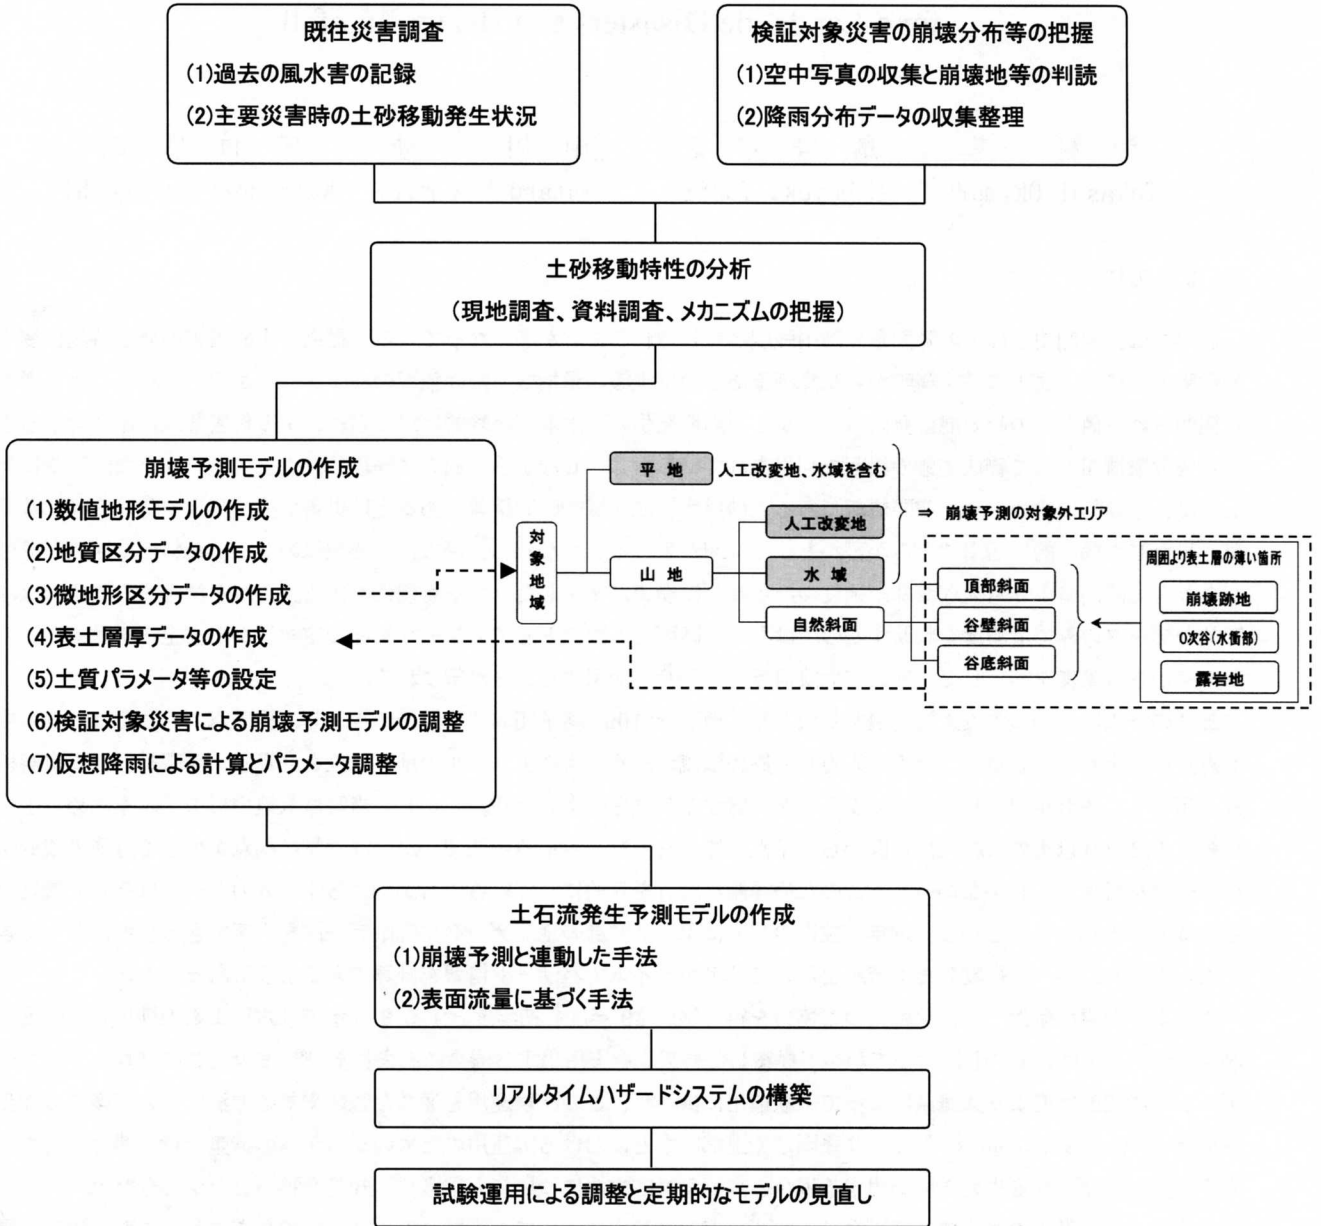 既往災害調査
(1)過去の風水害の記録
(2)主要災害時の土砂移動発生状況
検証対象災害の崩壊分布等の把握
(1)空中写真の収集と崩壊地等の判読
(2)降雨分布データの収集整理
土砂移動特性の分析
(現地調査、資料調査、メカニズムの把握)
崩壊予測モデルの作成
(1)数値地形モデルの作成
(2)地質区分データの作成
(3)微地形区分データの作成
(4)表土層厚データの作成
(5)土質パラメータ等の設定
(6)検証対象災害による崩壊予測モデルの調整
(7)仮想降雨による計算とパラメータ調整
対象地域
平 地
人工改変地、水域を含む
山 地
人工改変地
水 域
自然斜面
⇒ 崩壊予測の対象外エリア
頂部斜面
谷壁斜面
谷底斜面
周囲より表土層の薄い箇所
崩壊跡地
0次谷(水衝部)
露岩地
土石流発生予測モデルの作成
(1)崩壊予測と連動した手法
(2)表面流量に基づく手法
リアルタイムハザードシステムの構築
試験運用による調整と定期的なモデルの見直し